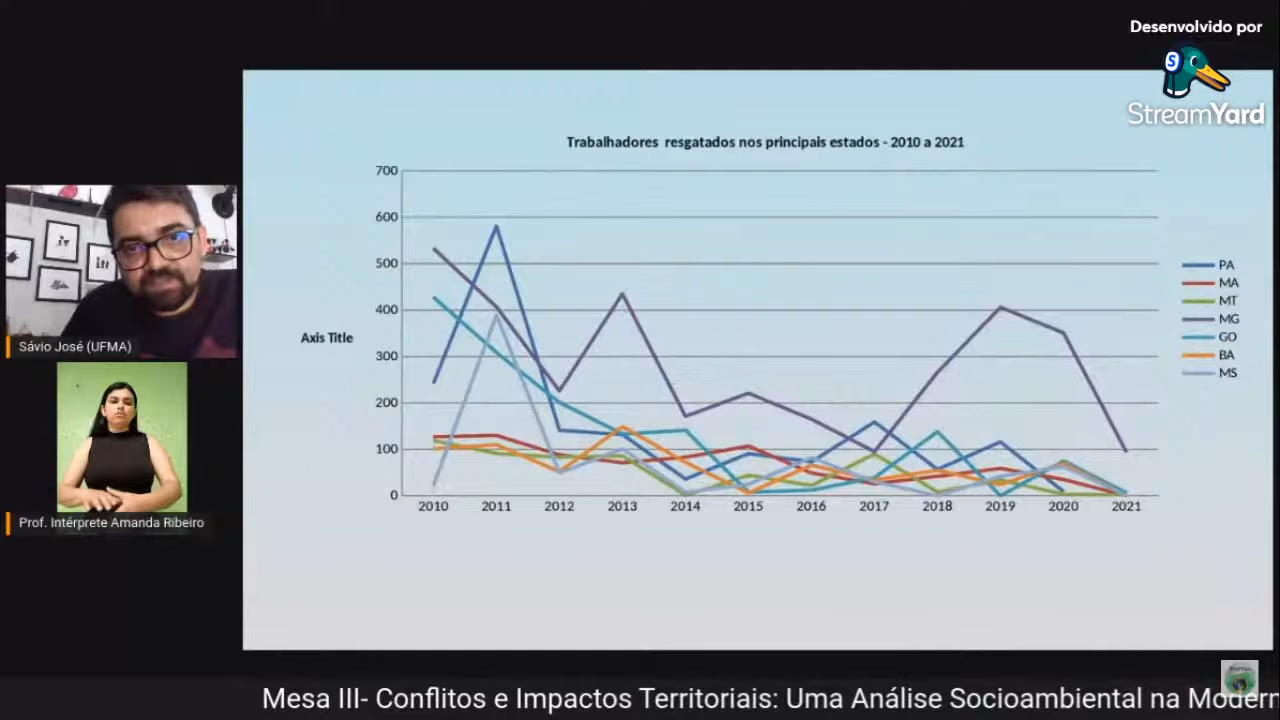 Desenvolvido por
StreamYard
Trabalhadores resgatados nos principais estados - 2010 a 2021
700
600
500
400
300
200
100
0
Axis Title
2010 2011 2012 2013 2014 2015 2016 2017 2018 2019 2020 2021
PA
MA
MT
MG
GO
BA
MS
Sávio José (UFMA)
Prof. Intérprete Amanda Ribeiro
Mesa III- Conflitos e Impactos Territoriais: Uma Análise Socioambiental na Modern